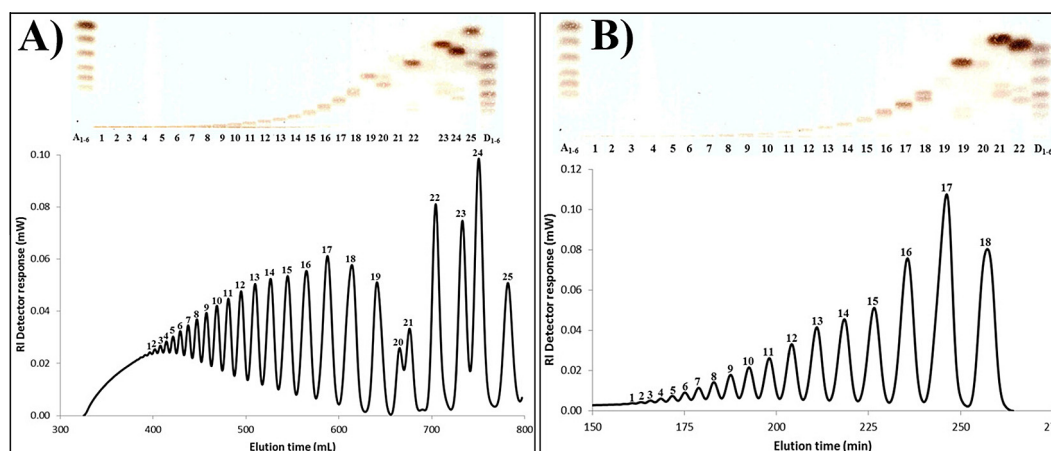 A)
A1-6 1 2 3 4 5 6 7 8 9 10 11 12 13 14 15 16 17 18 19 20 21 22 23 24 25 D1-6
RI Detector response (mW)
0.10
0.08
0.06
0.04
0.02
0.00
1 2 3 4 5 6 7 8 9 10 11 12 13 14 15 16 17 18 19 20 21 22 23 24 25
300 400 500 600 700 800
Elution time (mL)
B)
A1-6 1 2 3 4 5 6 7 8 9 10 11 12 13 14 15 16 17 18 19 19 20 21 22 D1-6
RI Detector response (mW)
0.12
0.10
0.08
0.06
0.04
0.02
0.00
1 2 3 4 5 6 7 8 9 10 11 12 13 14 15 16 17 18
150 175 200 225 250
Elution time (min)